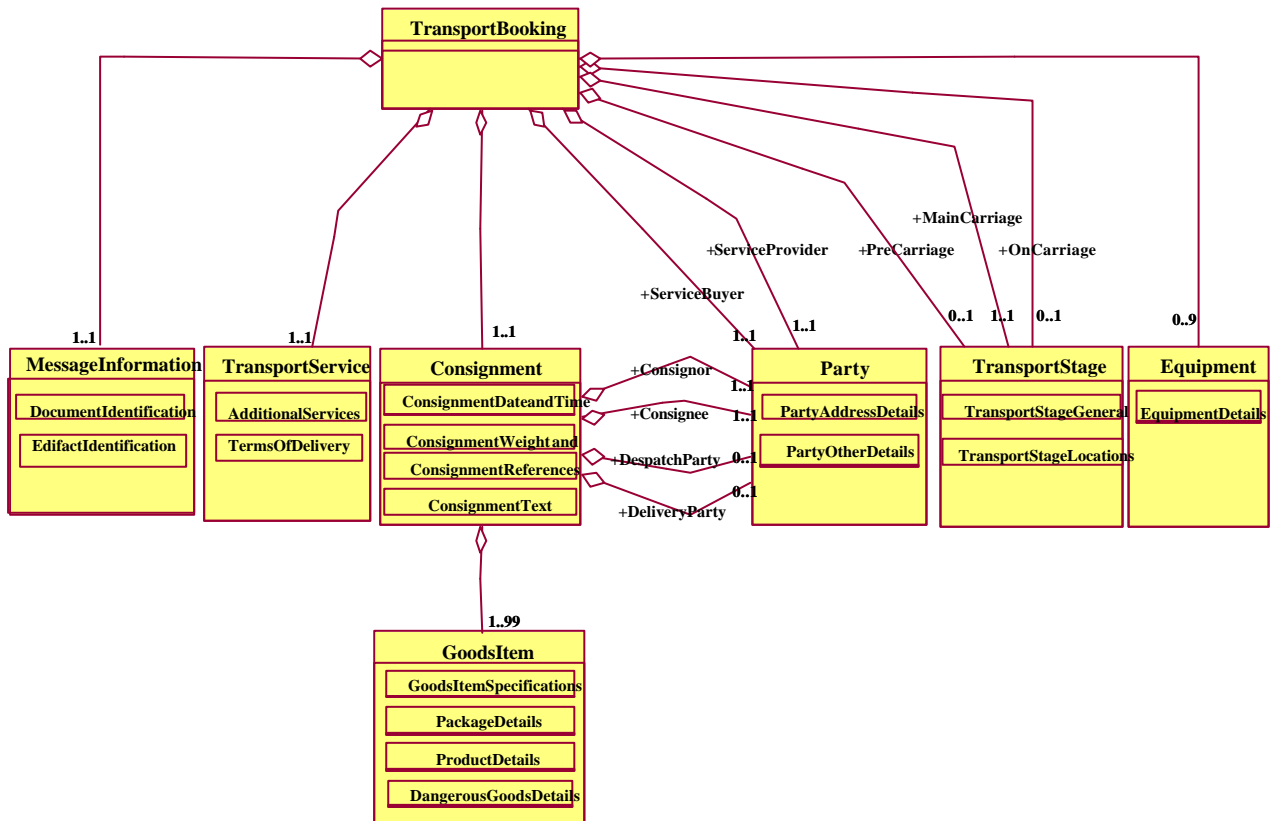 TransportBooking
+MainCarriage
+ServiceProvider
+PreCarriage
+OnCarriage
+ServiceBuyer
1..1
1..1
1..1
1..1
1..1
0..1
1..1
0..1
0..9
MessageInformation
DocumentIdentification
EdifactIdentification
TransportService
AdditionalServices
TermsOfDelivery
Consignment
ConsignmentDateandTime
ConsignmentWeight and
ConsignmentReferences
ConsignmentText
+Consignor
1..1
+Consignee
1..1
+DespatchParty
0..1
+DeliveryParty
0..1
Party
PartyAddressDetails
PartyOtherDetails
TransportStage
TransportStageGeneral
TransportStageLocations
Equipment
EquipmentDetails
1..99
GoodsItem
GoodsItemSpecifications
PackageDetails
ProductDetails
DangerousGoodsDetails